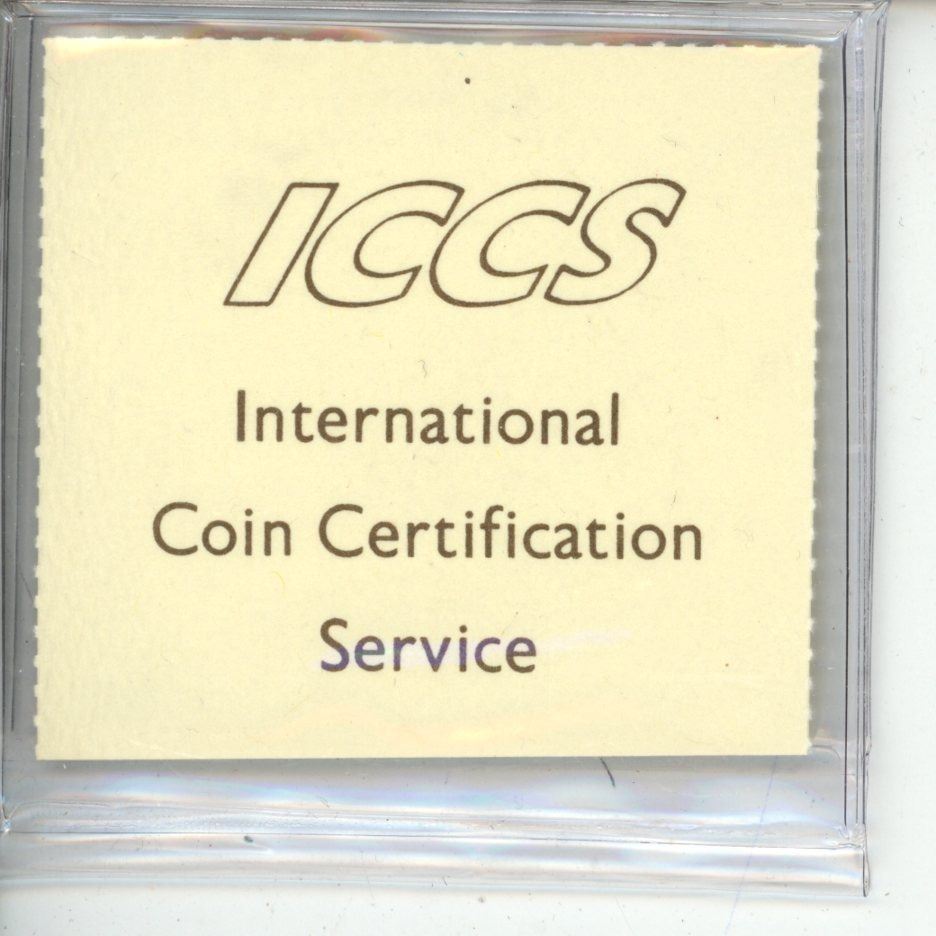 ICCS
International
Coin Certification
Service